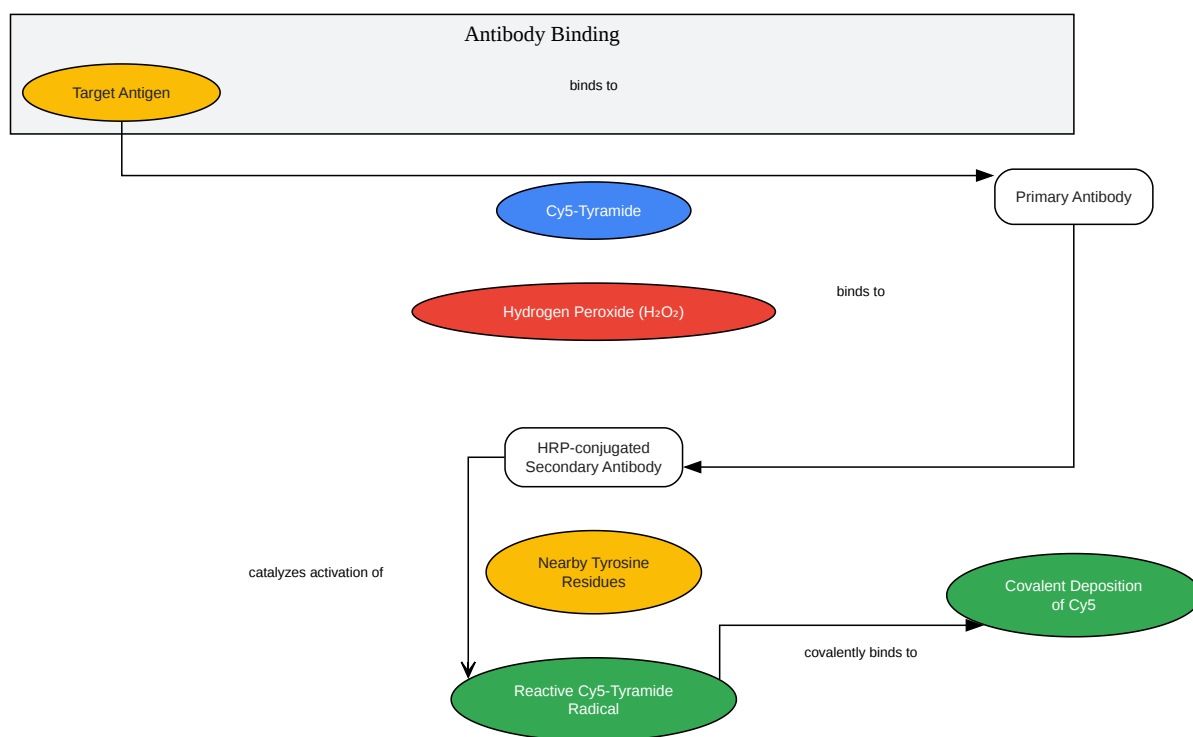 Antibody Binding
binds to
Target Antigen
Primary Antibody
Cy5-Tyramide
binds to
Hydrogen Peroxide (H₂O₂)
HRP-conjugated
Secondary Antibody
catalyzes activation of
Nearby Tyrosine
Residues
Covalent Deposition
of Cy5
covalently binds to
Reactive Cy5-Tyramide
Radical